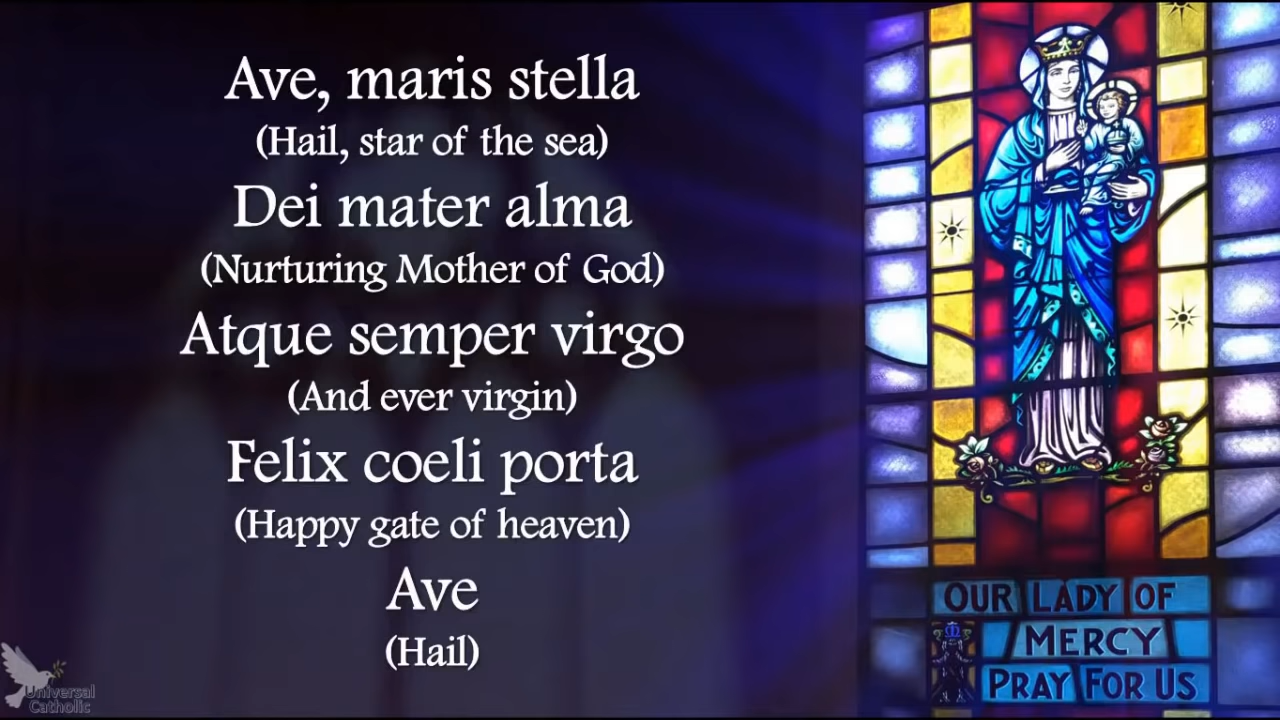 Ave, maris stella
(Hail, star of the sea)
Dei mater alma
(Nurturing Mother of God)
Atque semper virgo
(And ever virgin)
Felix coeli porta
(Happy gate of heaven)
Ave
(Hail)
OUR LADY OF
MERCY
PRAY FOR US
Universal
Catholic